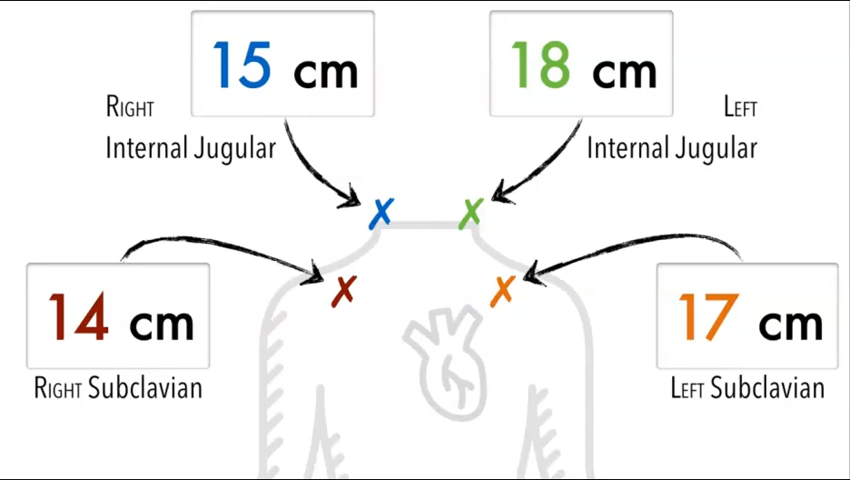 15 cm
18 cm
Right
Internal Jugular
Left
Internal Jugular
14 cm
Right Subclavian
17 cm
Left Subclavian